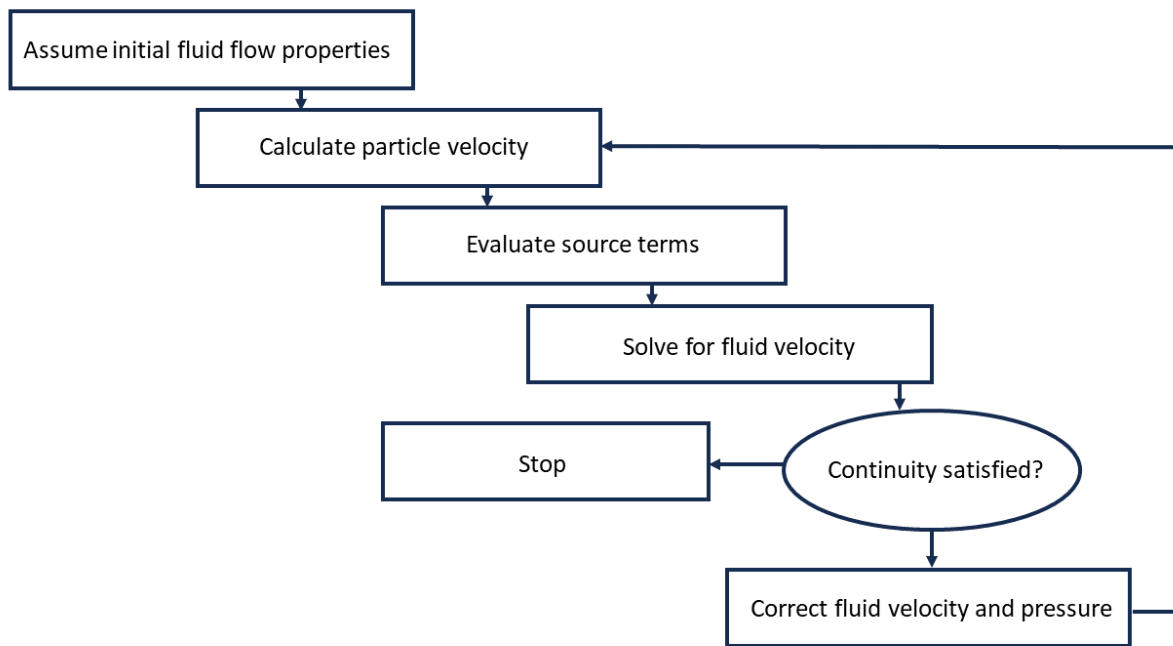 Assume initial fluid flow properties
Calculate particle velocity
Evaluate source terms
Solve for fluid velocity
Stop
Continuity satisfied?
Correct fluid velocity and pressure